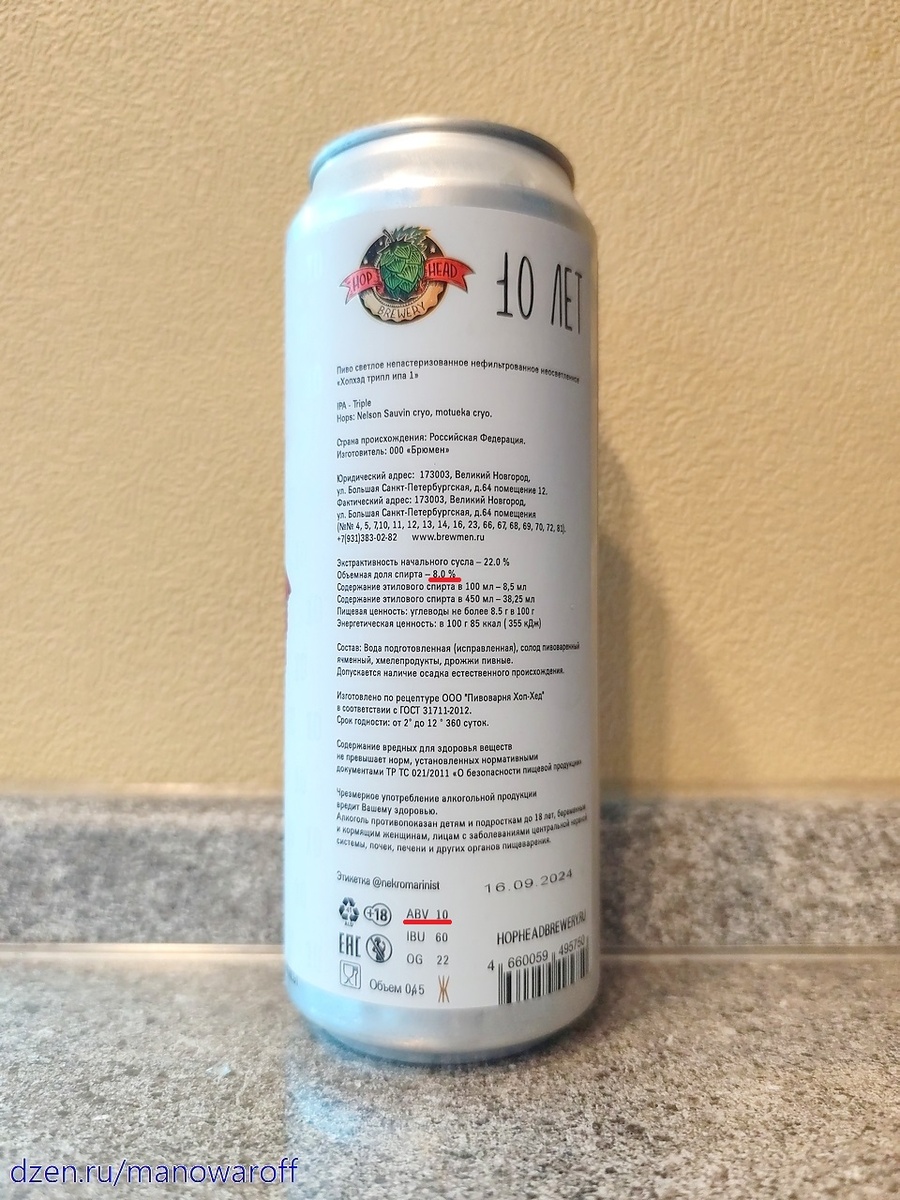 HOP HEAD
BREWERY
10 ЛЕТ
Пиво светлое непастеризованное нефильтрованное неосветленное
«Хопхэд трипл ипа 1»
IPA - Triple
Hops: Nelson Sauvin cryo, motueka cryo.
Страна происхождения: Российская Федерация.
Изготовитель: ООО «Брюмен»
Юридический адрес: 173003, Великий Новгород,
ул. Большая Санкт-Петербургская, д.64 помещение 12.
Фактический адрес: 173003, Великий Новгород,
ул. Большая Санкт-Петербургская, д.64 помещения
(№№ 4, 5, 7,10, 11, 12, 13, 14, 16, 23, 66, 67, 68, 69, 70, 72, 81).
+7(931)383-02-82 www.brewmen.ru
Экстрактивность начального сусла – 22.0 %
Объемная доля спирта – 8.0 %
Содержание этилового спирта в 100 мл – 8,5 мл
Содержание этилового спирта в 450 мл – 38,25 мл
Пищевая ценность: углеводы не более 8.5 г в 100 г
Энергетическая ценность: в 100 г 85 ккал ( 355 кДж)
Состав: Вода подготовленная (исправленная), солод пивоваренный
ячменный, хмелепродукты, дрожжи пивные.
Допускается наличие осадка естественного происхождения.
Изготовлено по рецептуре ООО "Пивоварня Хоп-Хед"
в соответствии с ГОСТ 31711-2012.
Срок годности: от 2° до 12 ° 360 суток.
Содержание вредных для здоровья веществ
не превышает норм, установленных нормативными
документами ТР ТС 021/2011 «О безопасности пищевой продукции»
Чрезмерное употребление алкогольной продукции
вредит Вашему здоровью.
Алкоголь противопоказан детям и подросткам до 18 лет, беременным
и кормящим женщинам, лицам с заболеваниями центральной нервной
системы, почек, печени и других органов пищеварения.
Этикетка @nekromarinist
16.09.2024
+18 ABV 10
EAC IBU 60
OG 22
Объем 0,45 Ж
HOPHEADBREWERY.RU
4 660059 495750
dzen.ru/manowaroff